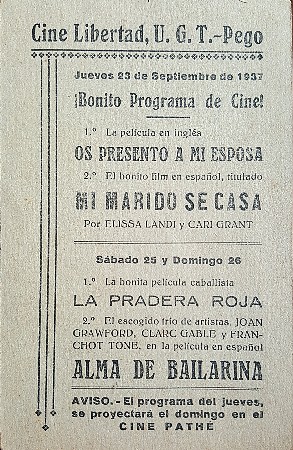 Cine Libertad, U. G. T.-Pego
Jueves 23 de Septiembre de 1937
¡Bonito Programa de Cine!
1.º La película en inglés
OS PRESENTO A MI ESPOSA
2.º El bonito film en español, titulado
MI MARIDO SE CASA
Por ELISSA LANDI y CARI GRANT
Sábado 25 y Domingo 26
1.º La bonita película caballista
LA PRADERA ROJA
2.º El escogido trío de artistas, JOAN
GRAWFORD, CLARC GABLE y FRAN-
CHOT TONE, en la película en español
ALMA DE BAILARINA
AVISO.- El programa del jueves,
se proyectará el domingo en el
CINE PATHÉ